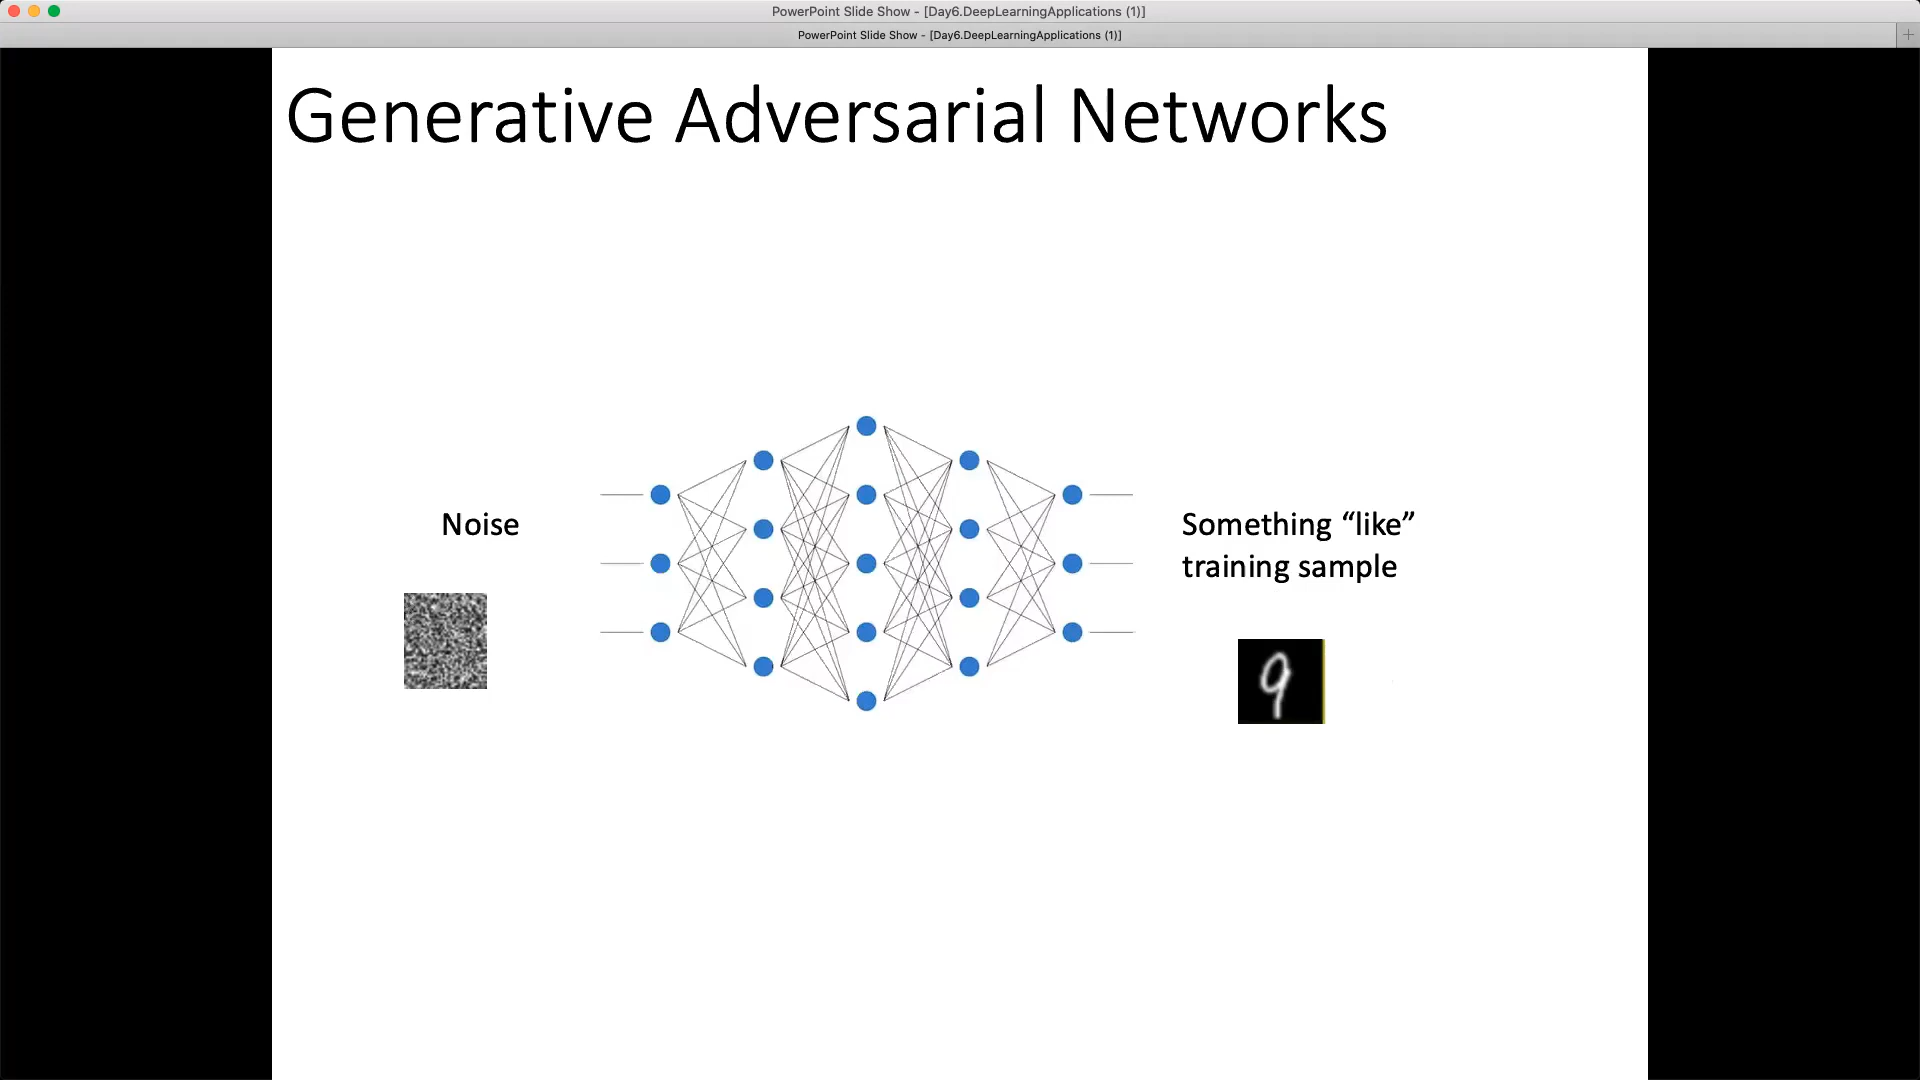 PowerPoint Slide Show - [Day6.DeepLearningApplications (1)]
PowerPoint Slide Show - [Day6.DeepLearningApplications (1)]
Generative Adversarial Networks
Noise
Something “like”
training sample
9